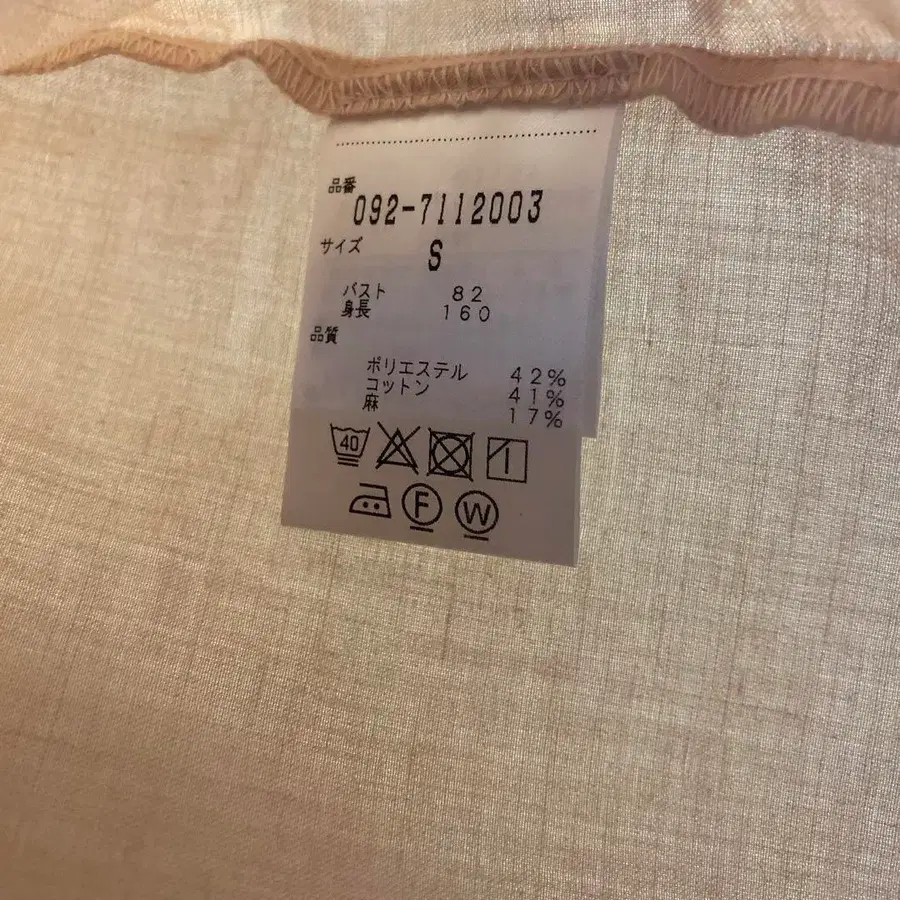 品番
092-7112003
サイズ S
バスト 82
身長 160
品質
ポリエステル 42%
コットン 41%
麻 17%
40
F W